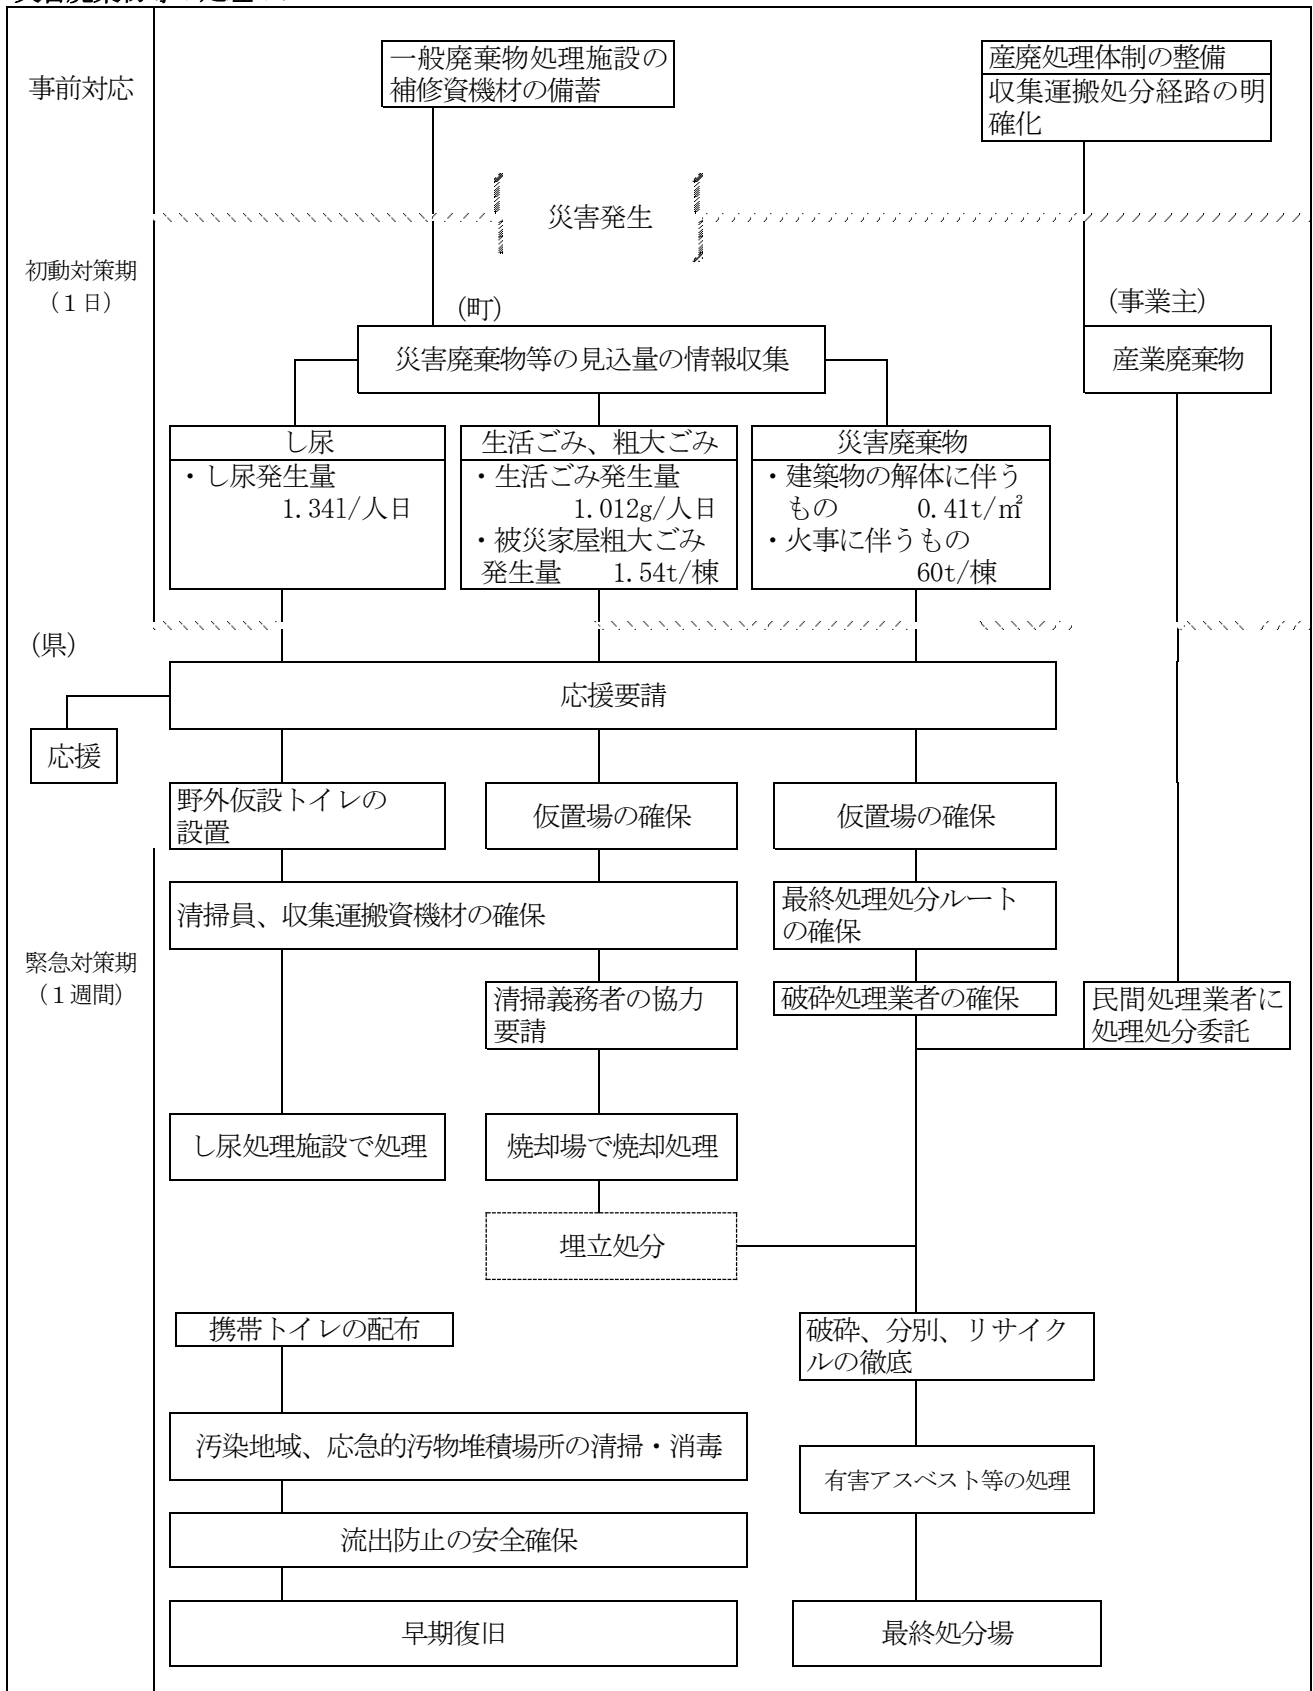 一般廃棄物処理施設の
補修資機材の備蓄
産廃処理体制の整備
収集運搬処分経路の明
確化
事前対応
災害発生
初動対策期
（１日）
(町)
(事業主)
災害廃棄物等の見込量の情報収集
産業廃棄物
し尿
・し尿発生量
1.34l/人日
生活ごみ、粗大ごみ
・生活ごみ発生量
1.012g/人日
・被災家屋粗大ごみ
発生量 1.54t/棟
災害廃棄物
・建築物の解体に伴う
もの 0.41t/㎡
・火事に伴うもの
60t/棟
(県)
応援要請
応援
野外仮設トイレの
設置
仮置場の確保
仮置場の確保
清掃員、収集運搬資機材の確保
最終処理処分ルート
の確保
緊急対策期
（１週間）
清掃義務者の協力
要請
破砕処理業者の確保
民間処理業者に
処理処分委託
し尿処理施設で処理
焼却場で焼却処理
埋立処分
携帯トイレの配布
破砕、分別、リサイク
ルの徹底
汚染地域、応急的汚物堆積場所の清掃・消毒
有害アスベスト等の処理
流出防止の安全確保
早期復旧
最終処分場